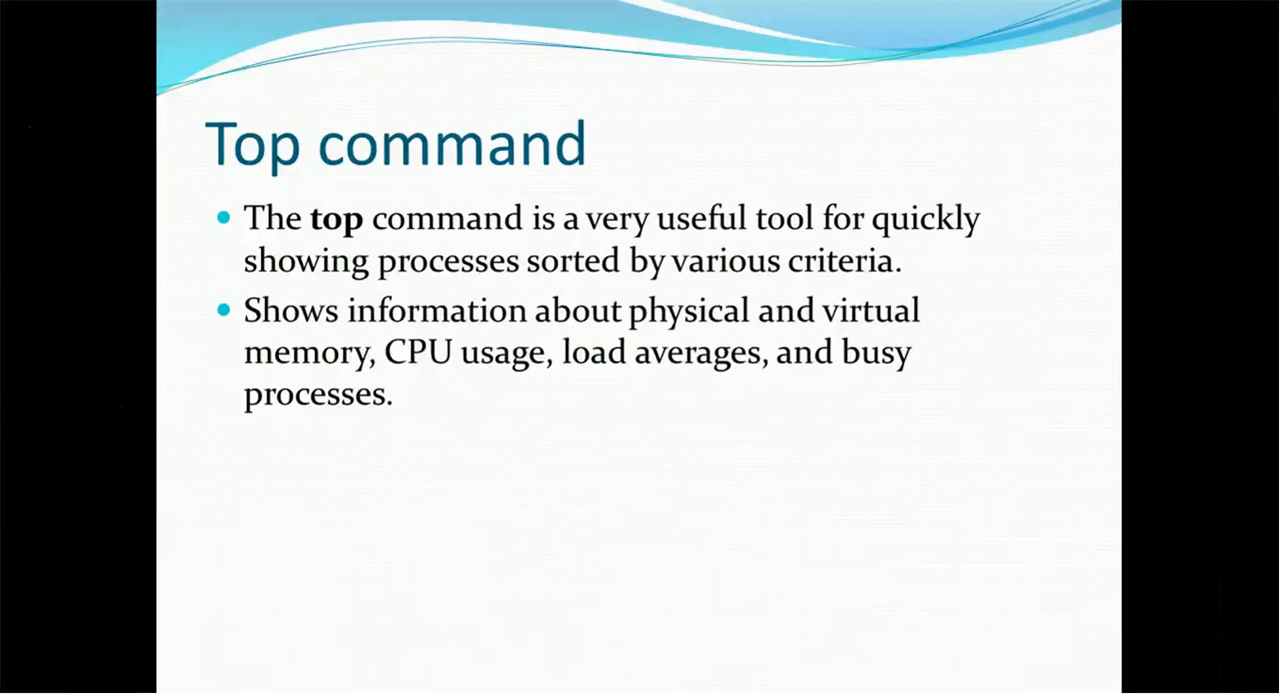 Top command
• The top command is a very useful tool for quickly
showing processes sorted by various criteria.
• Shows information about physical and virtual
memory, CPU usage, load averages, and busy
processes.